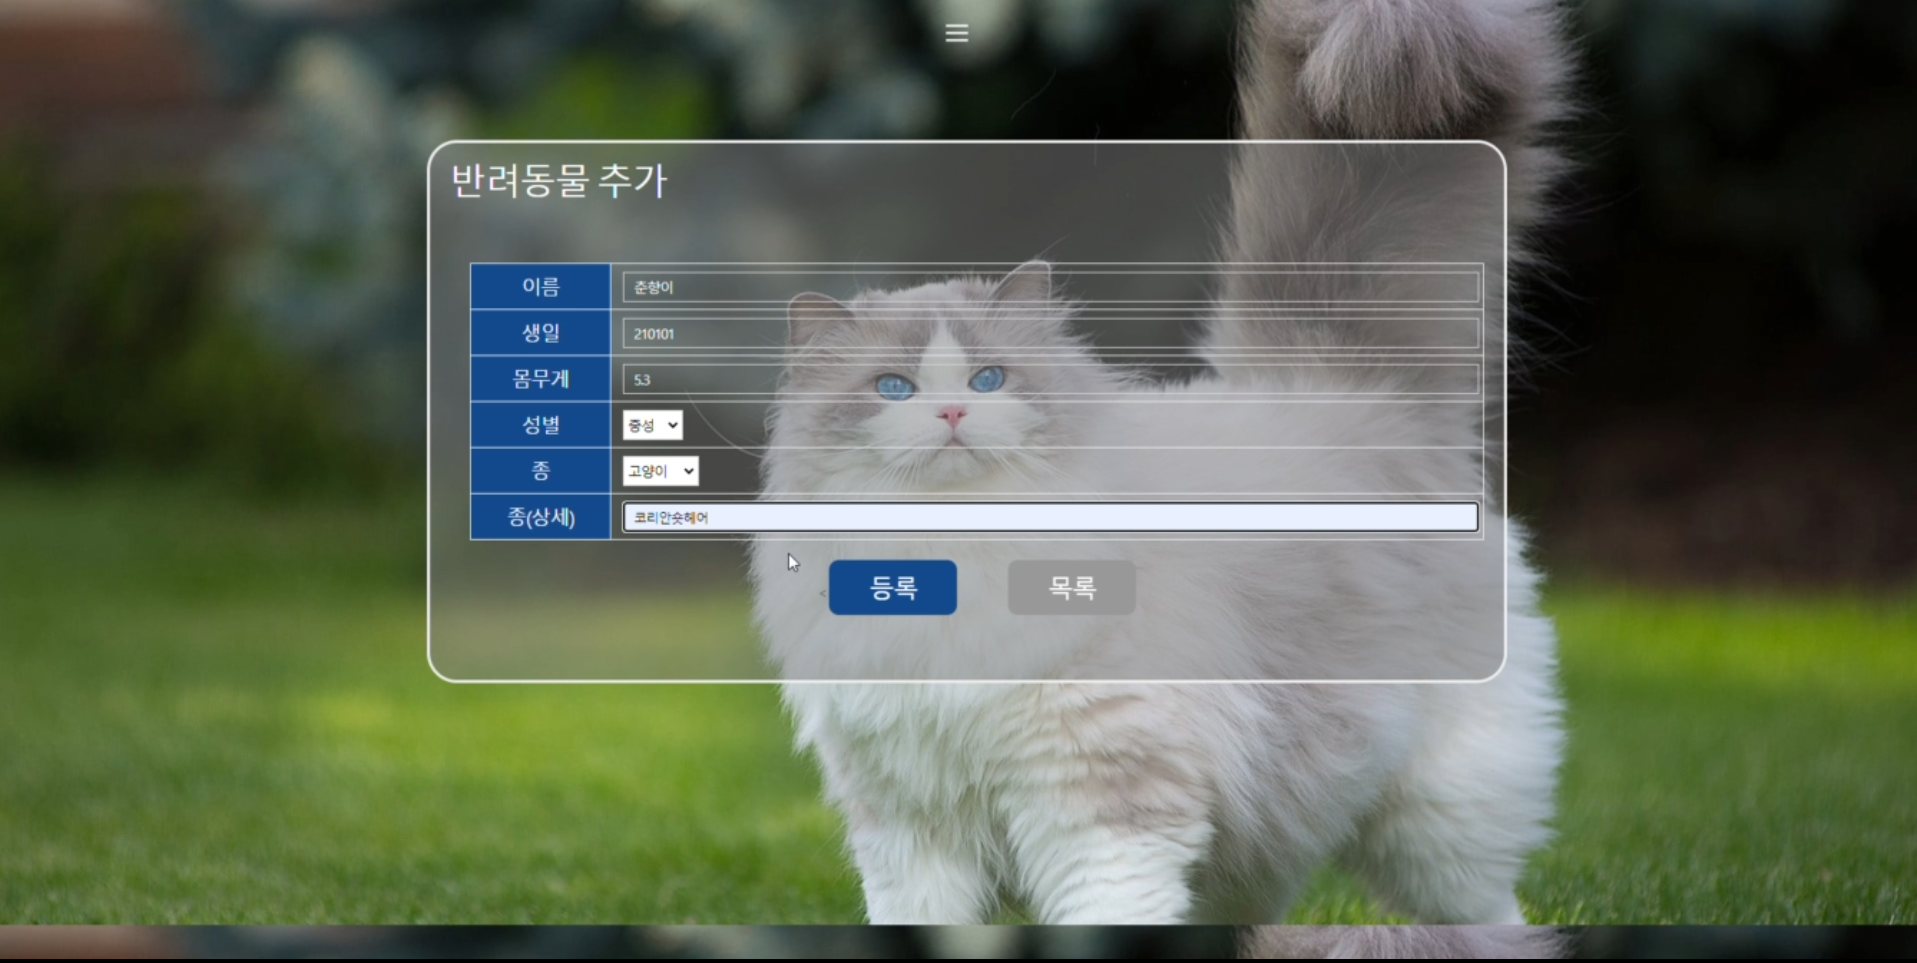 반려동물 추가
이름 춘향이
생일 210101
몸무게 5.3
성별 중성
종 고양이
종(상세) 코리안숏헤어
< 등록 목록